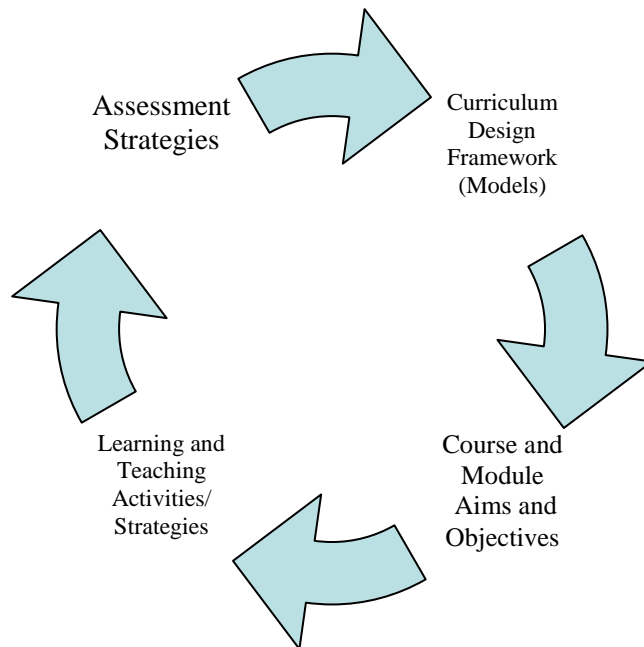 Assessment
Strategies
Curriculum
Design
Framework
(Models)
Learning and
Teaching
Activities/
Strategies
Course and
Module
Aims and
Objectives